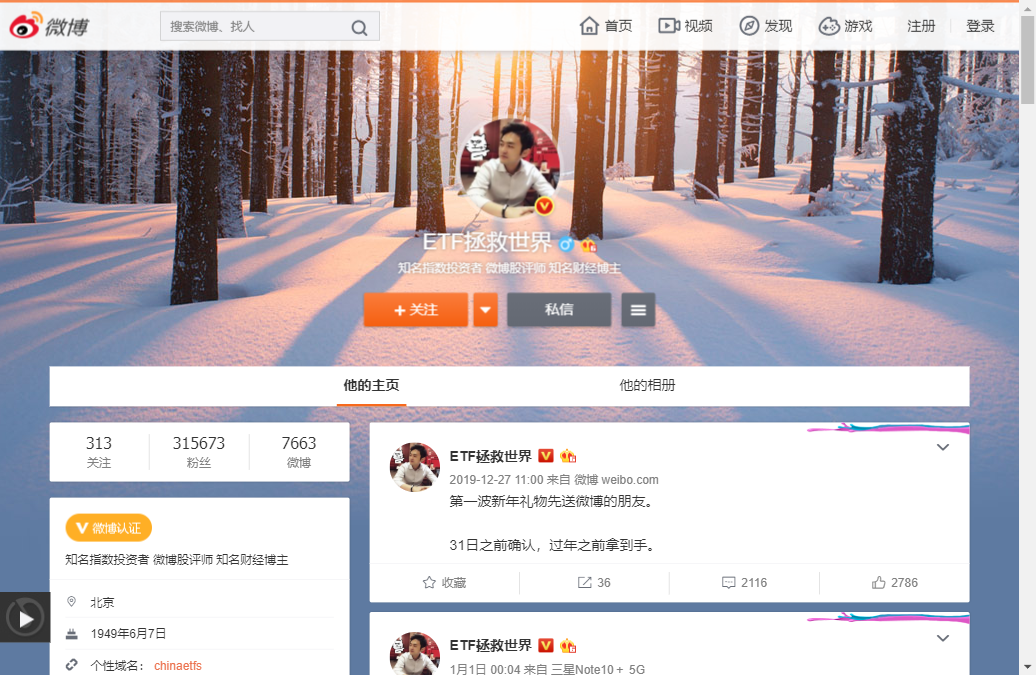 微博
搜索微博、找人
首页
视频
发现
游戏
注册
登录
ETF拯救世界
知名指数投资者 微博股评师 知名财经博主
+关注
私信
他的主页
他的相册
313
关注
315673
粉丝
7663
微博
V 微博认证
知名指数投资者 微博股评师 知名财经博主
北京
1949年6月7日
个性域名： chinaetfs
ETF拯救世界
2019-12-27 11:00 来自 微博 weibo.com
第一波新年礼物先送微博的朋友。
31日之前确认，过年之前拿到手。
收藏
36
2116
2786
ETF拯救世界
1月1日 00:04 来自 三星Note10＋ 5G